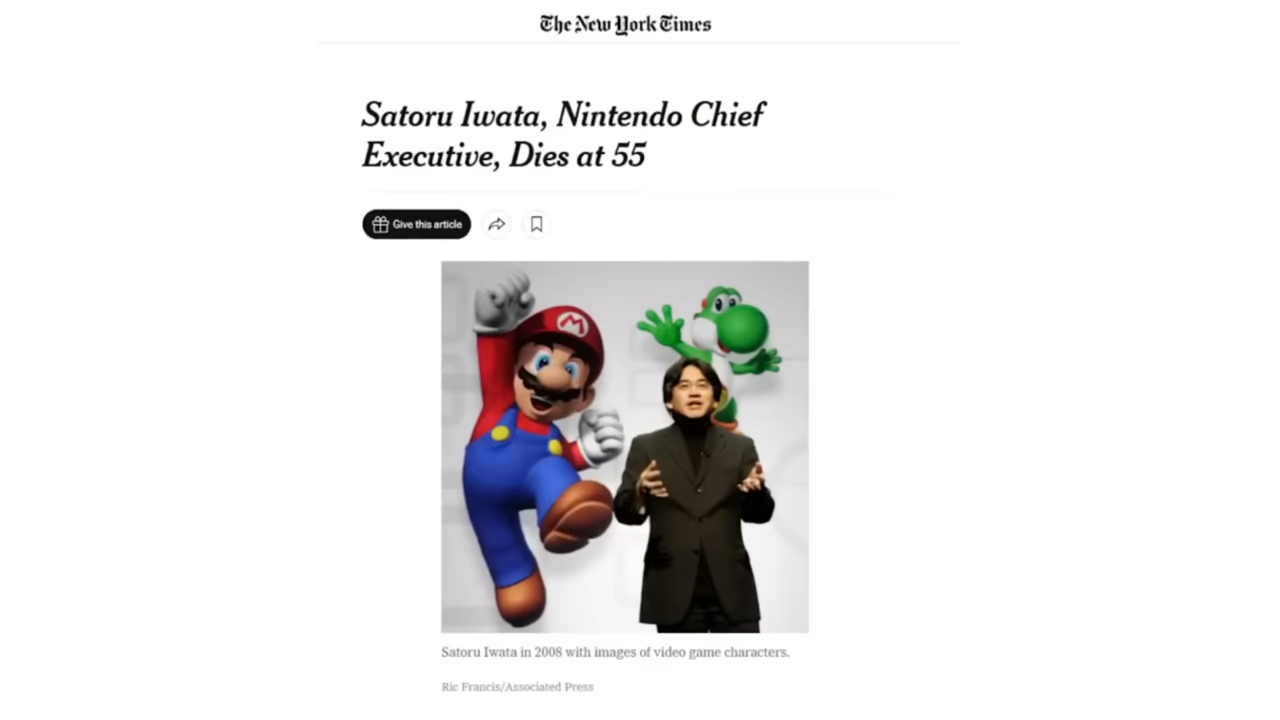 The New York Times
Satoru Iwata, Nintendo Chief
Executive, Dies at 55
Give this article
M
Satoru Iwata in 2008 with images of video game characters.
Ric Francis/Associated Press